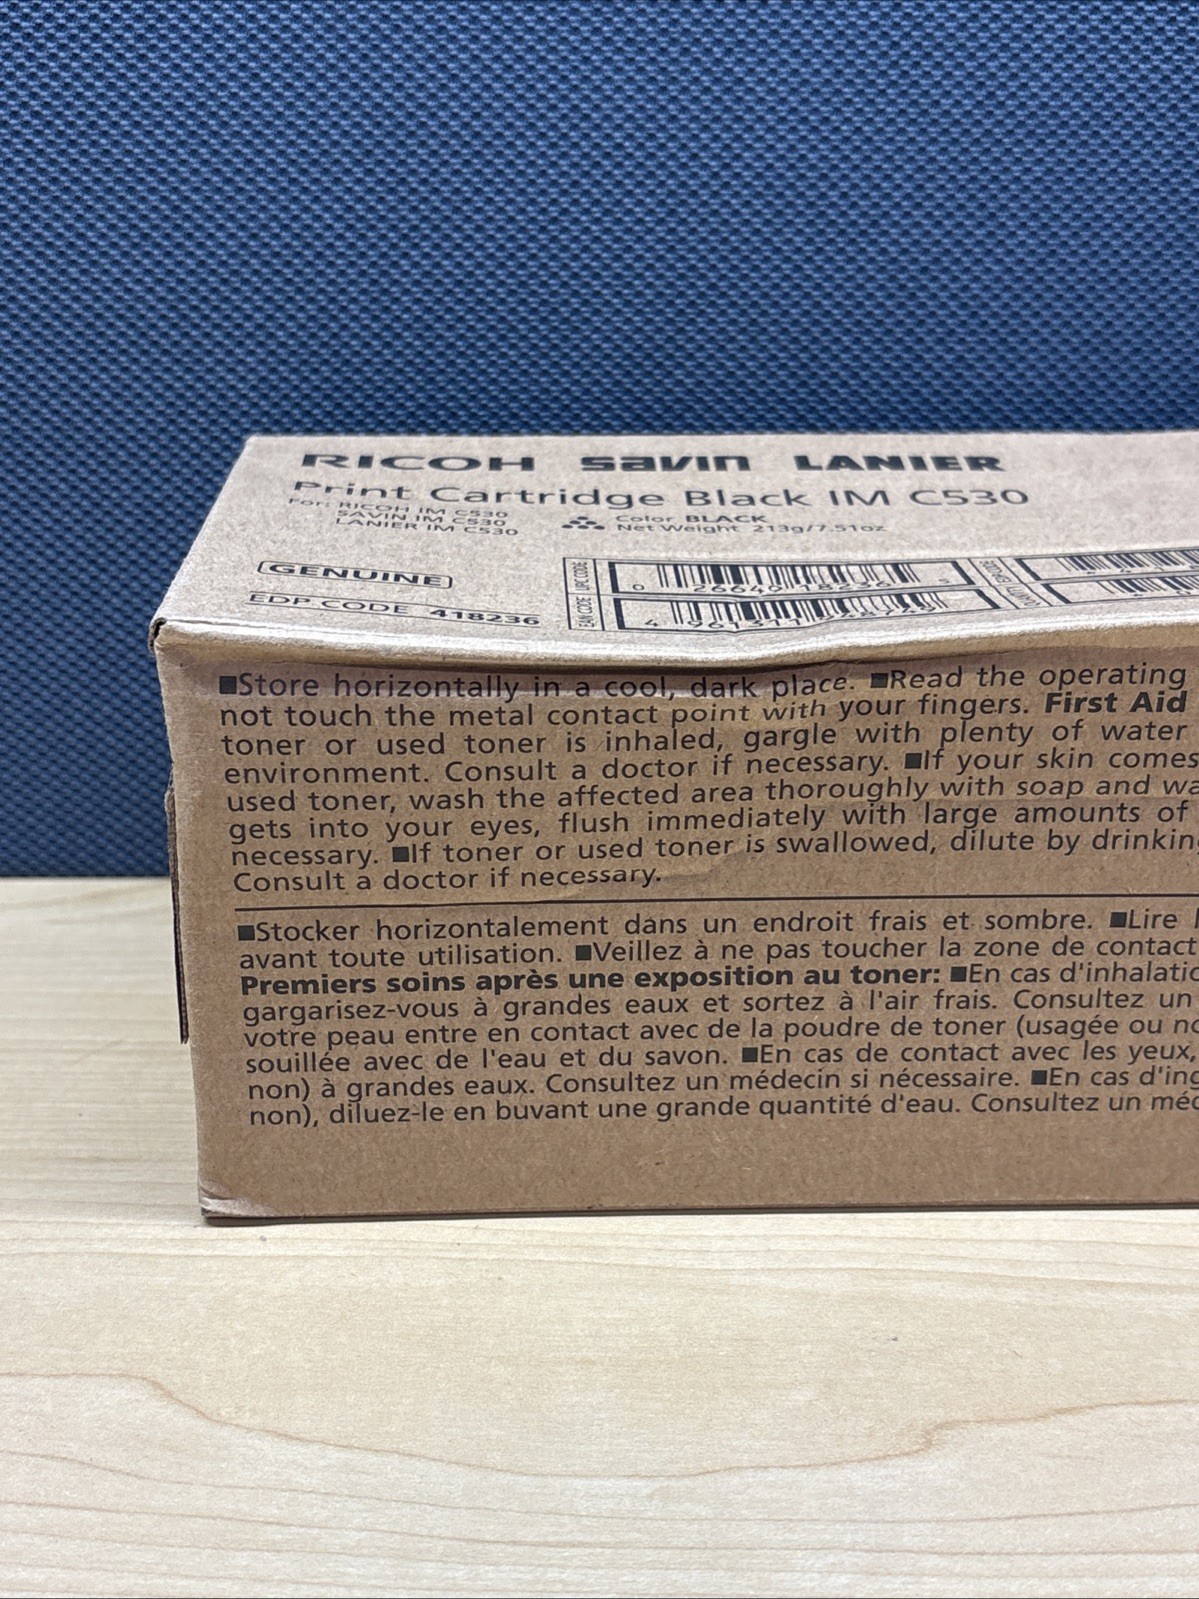 RICOH savin LANIER
Print Cartridge Black IM C530
For: RICOH IM C530
SAVIN IM C530
LANIER IM C530
Color BLACK
Net Weight 213g/7.51oz
GENUINE
EDP CODE 418236
UPC CODE
EAN CODE
■Store horizontally in a cool, dark place. ■Read the operating
not touch the metal contact point with your fingers. First Aid
toner or used toner is inhaled, gargle with plenty of water
environment. Consult a doctor if necessary. ■If your skin comes
used toner, wash the affected area thoroughly with soap and wa
gets into your eyes, flush immediately with large amounts of
necessary. ■If toner or used toner is swallowed, dilute by drinkin
Consult a doctor if necessary.
■Stocker horizontalement dans un endroit frais et sombre. ■Lire
avant toute utilisation. ■Veillez à ne pas toucher la zone de contact
Premiers soins après une exposition au toner: ■En cas d'inhalatio
gargarisez-vous à grandes eaux et sortez à l'air frais. Consultez un
votre peau entre en contact avec de la poudre de toner (usagée ou no
souillée avec de l'eau et du savon. ■En cas de contact avec les yeux,
non) à grandes eaux. Consultez un médecin si nécessaire. ■En cas d'ing
non), diluez-le en buvant une grande quantité d'eau. Consultez un méd